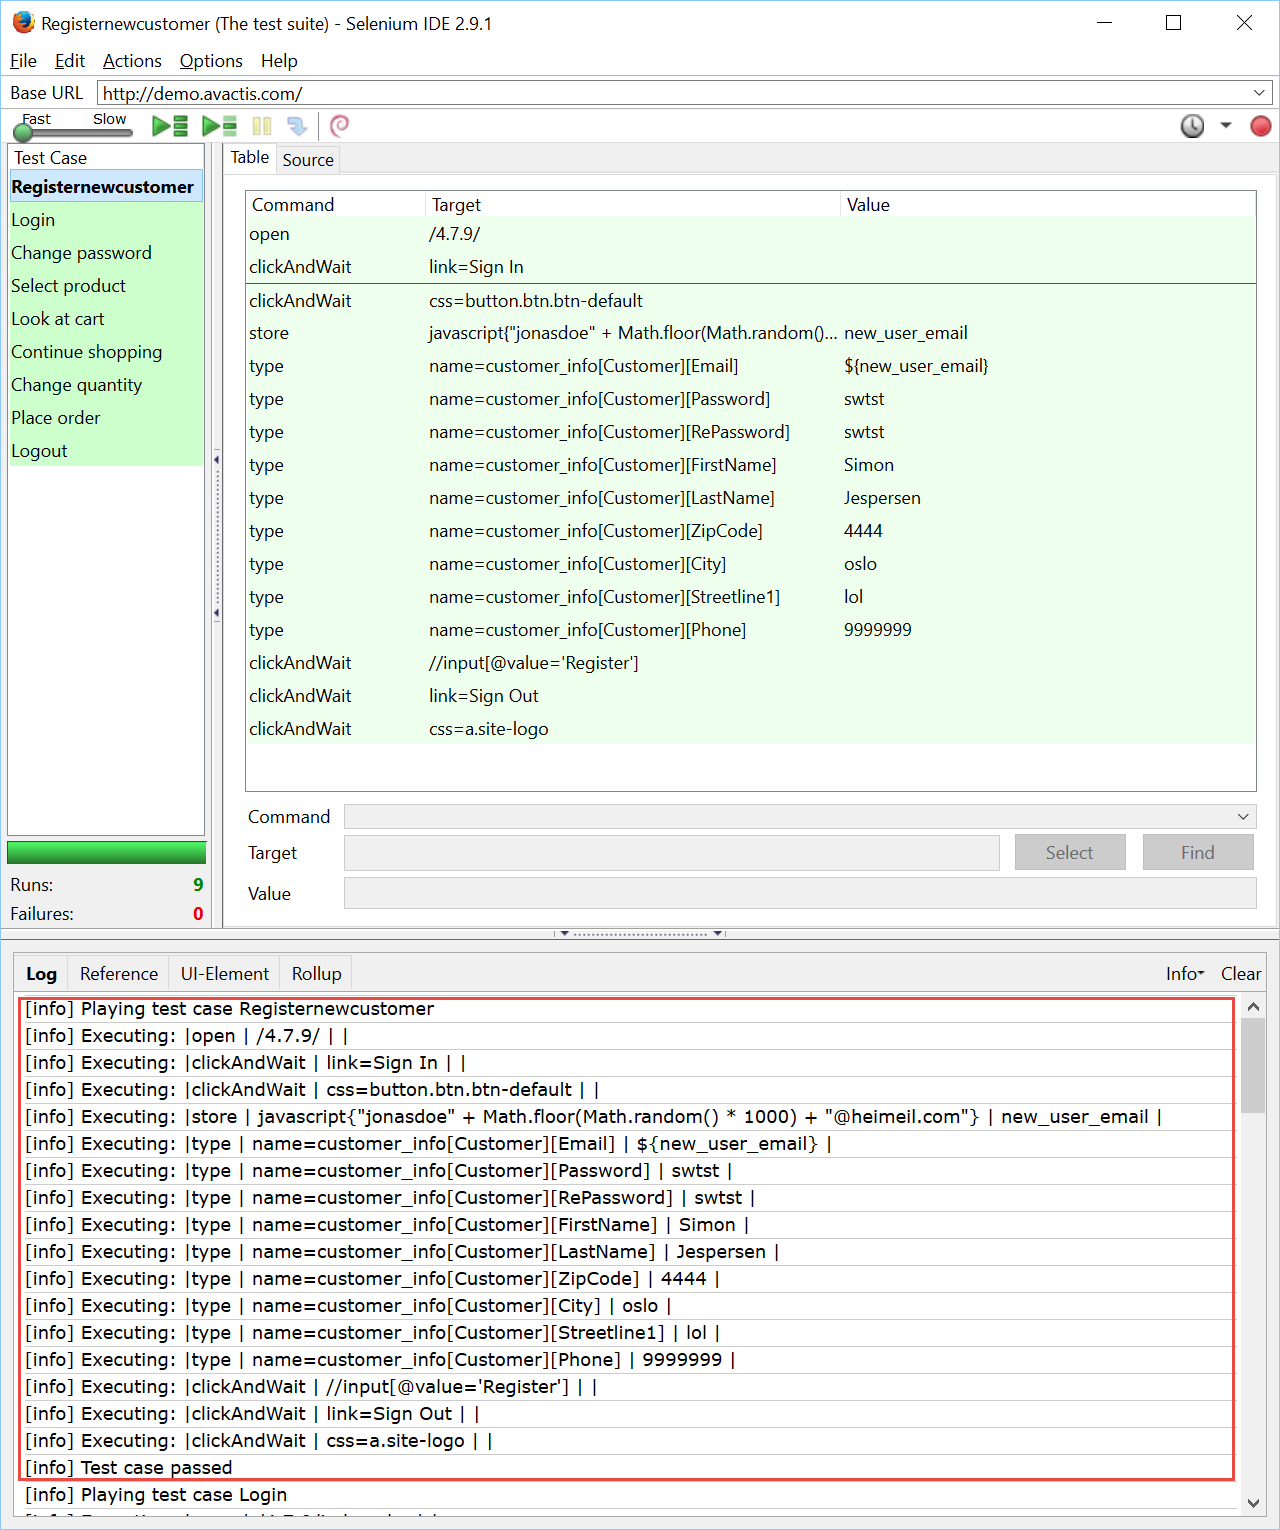 Registernewcustomer (The test suite) - Selenium IDE 2.9.1
File Edit Actions Options Help
Base URL http://demo.avactis.com/
Fast Slow
Test Case
Registernewcustomer
Login
Change password
Select product
Look at cart
Continue shopping
Change quantity
Place order
Logout
Runs: 9
Failures: 0
Table Source
Command Target Value
open /4.7.9/
clickAndWait link=Sign In
clickAndWait css=button.btn.btn-default
store javascript{"jonasdoe" + Math.floor(Math.random()... new_user_email
type name=customer_info[Customer][Email] ${new_user_email}
type name=customer_info[Customer][Password] swtst
type name=customer_info[Customer][RePassword] swtst
type name=customer_info[Customer][FirstName] Simon
type name=customer_info[Customer][LastName] Jespersen
type name=customer_info[Customer][ZipCode] 4444
type name=customer_info[Customer][City] oslo
type name=customer_info[Customer][Streetline1] lol
type name=customer_info[Customer][Phone] 9999999
clickAndWait //input[@value='Register']
clickAndWait link=Sign Out
clickAndWait css=a.site-logo
Command
Target Select Find
Value
Log Reference UI-Element Rollup Info Clear
[info] Playing test case Registernewcustomer
[info] Executing: |open | /4.7.9/ | |
[info] Executing: |clickAndWait | link=Sign In | |
[info] Executing: |clickAndWait | css=button.btn.btn-default | |
[info] Executing: |store | javascript{"jonasdoe" + Math.floor(Math.random() * 1000) + "@heimeil.com"} | new_user_email |
[info] Executing: |type | name=customer_info[Customer][Email] | ${new_user_email} |
[info] Executing: |type | name=customer_info[Customer][Password] | swtst |
[info] Executing: |type | name=customer_info[Customer][RePassword] | swtst |
[info] Executing: |type | name=customer_info[Customer][FirstName] | Simon |
[info] Executing: |type | name=customer_info[Customer][LastName] | Jespersen |
[info] Executing: |type | name=customer_info[Customer][ZipCode] | 4444 |
[info] Executing: |type | name=customer_info[Customer][City] | oslo |
[info] Executing: |type | name=customer_info[Customer][Streetline1] | lol |
[info] Executing: |type | name=customer_info[Customer][Phone] | 9999999 |
[info] Executing: |clickAndWait | //input[@value='Register'] | |
[info] Executing: |clickAndWait | link=Sign Out | |
[info] Executing: |clickAndWait | css=a.site-logo | |
[info] Test case passed
[info] Playing test case Login